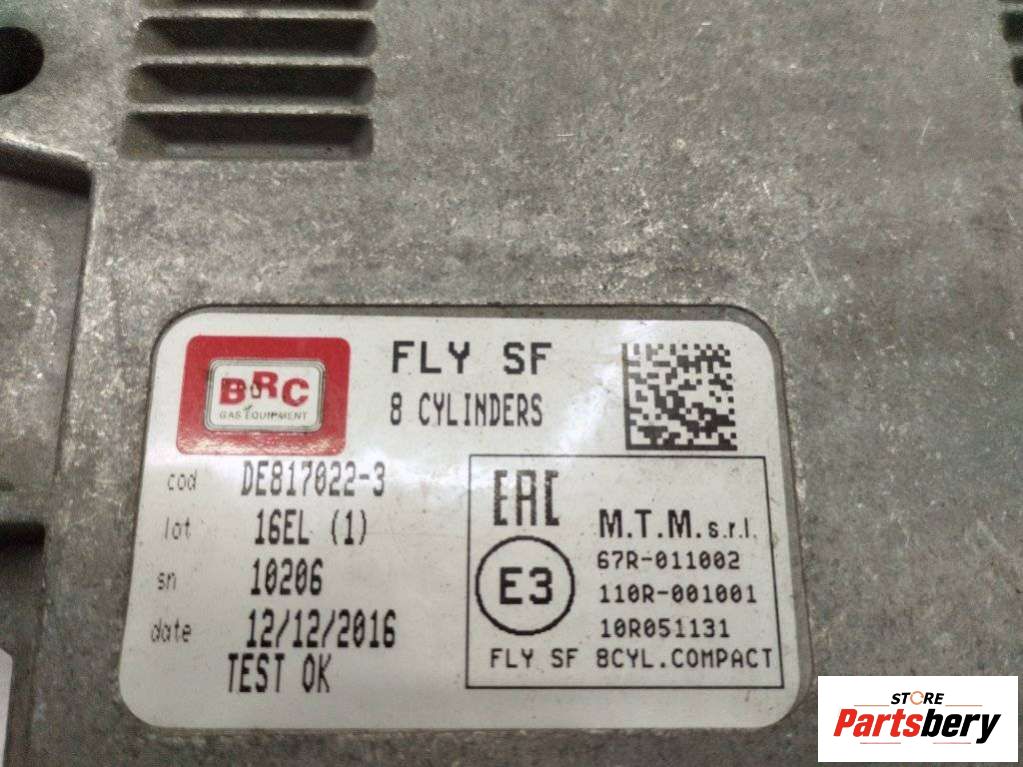 BRC
GAS EQUIPMENT
FLY SF
8 CYLINDERS
cod DE817022-3
lot 16EL (1)
sn 10206
date 12/12/2016
TEST OK
EAC
M.T.M. s.r.l.
E3
67R-011002
110R-001001
10R051131
FLY SF 8CYL.COMPACT
STORE
Partsbery